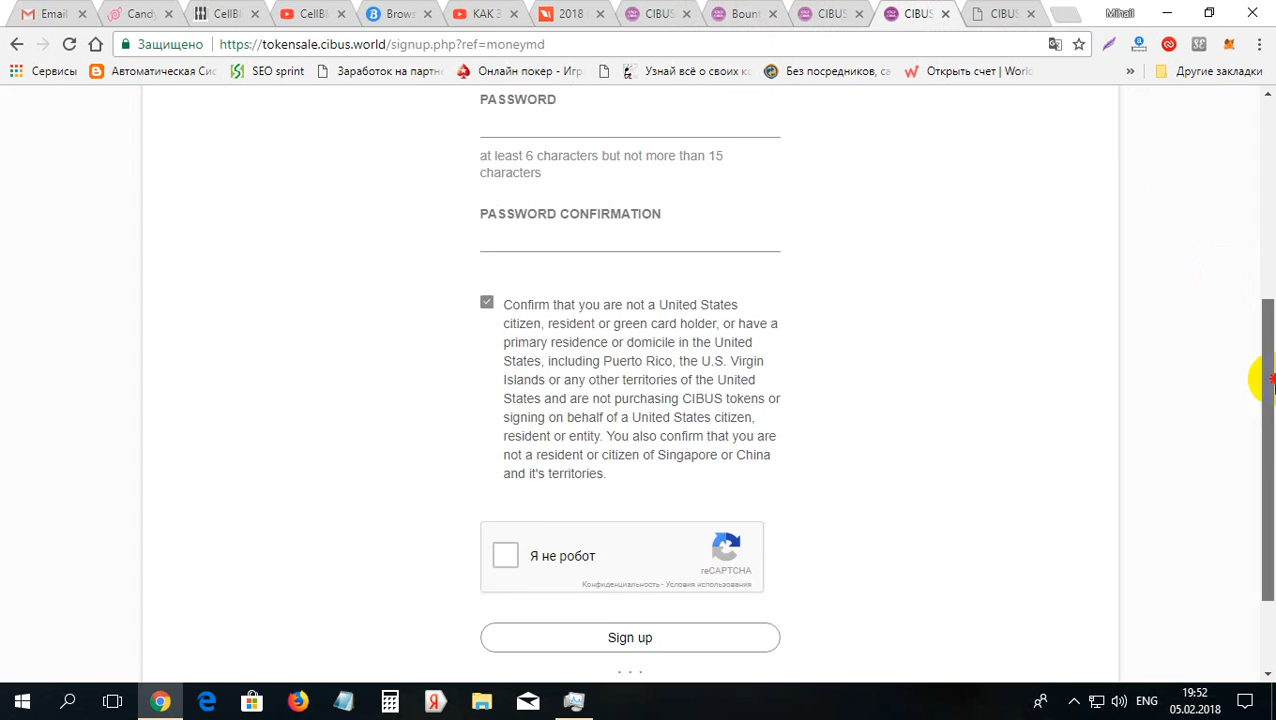 Email
Candy
CellB
CellB
Brows
КАК З
2018
CIBUS
Bount
CIBUS
CIBUS
CIBUS
Mihail
Защищено
https://tokensale.cibus.world/signup.php?ref=moneymd
Сервисы
Автоматическая Сис
SEO sprint
Заработок на партн
Онлайн покер - Игр
Узнай всё о своих ко
Без посредников, са
Открыть счет | Worl
Другие закладки
PASSWORD
at least 6 characters but not more than 15
characters
PASSWORD CONFIRMATION
Confirm that you are not a United States
citizen, resident or green card holder, or have a
primary residence or domicile in the United
States, including Puerto Rico, the U.S. Virgin
Islands or any other territories of the United
States and are not purchasing CIBUS tokens or
signing on behalf of a United States citizen,
resident or entity. You also confirm that you are
not a resident or citizen of Singapore or China
and it's territories.
Я не робот
reCAPTCHA
Конфиденциальность - Условия использования
Sign up
ENG
19:52
05.02.2018